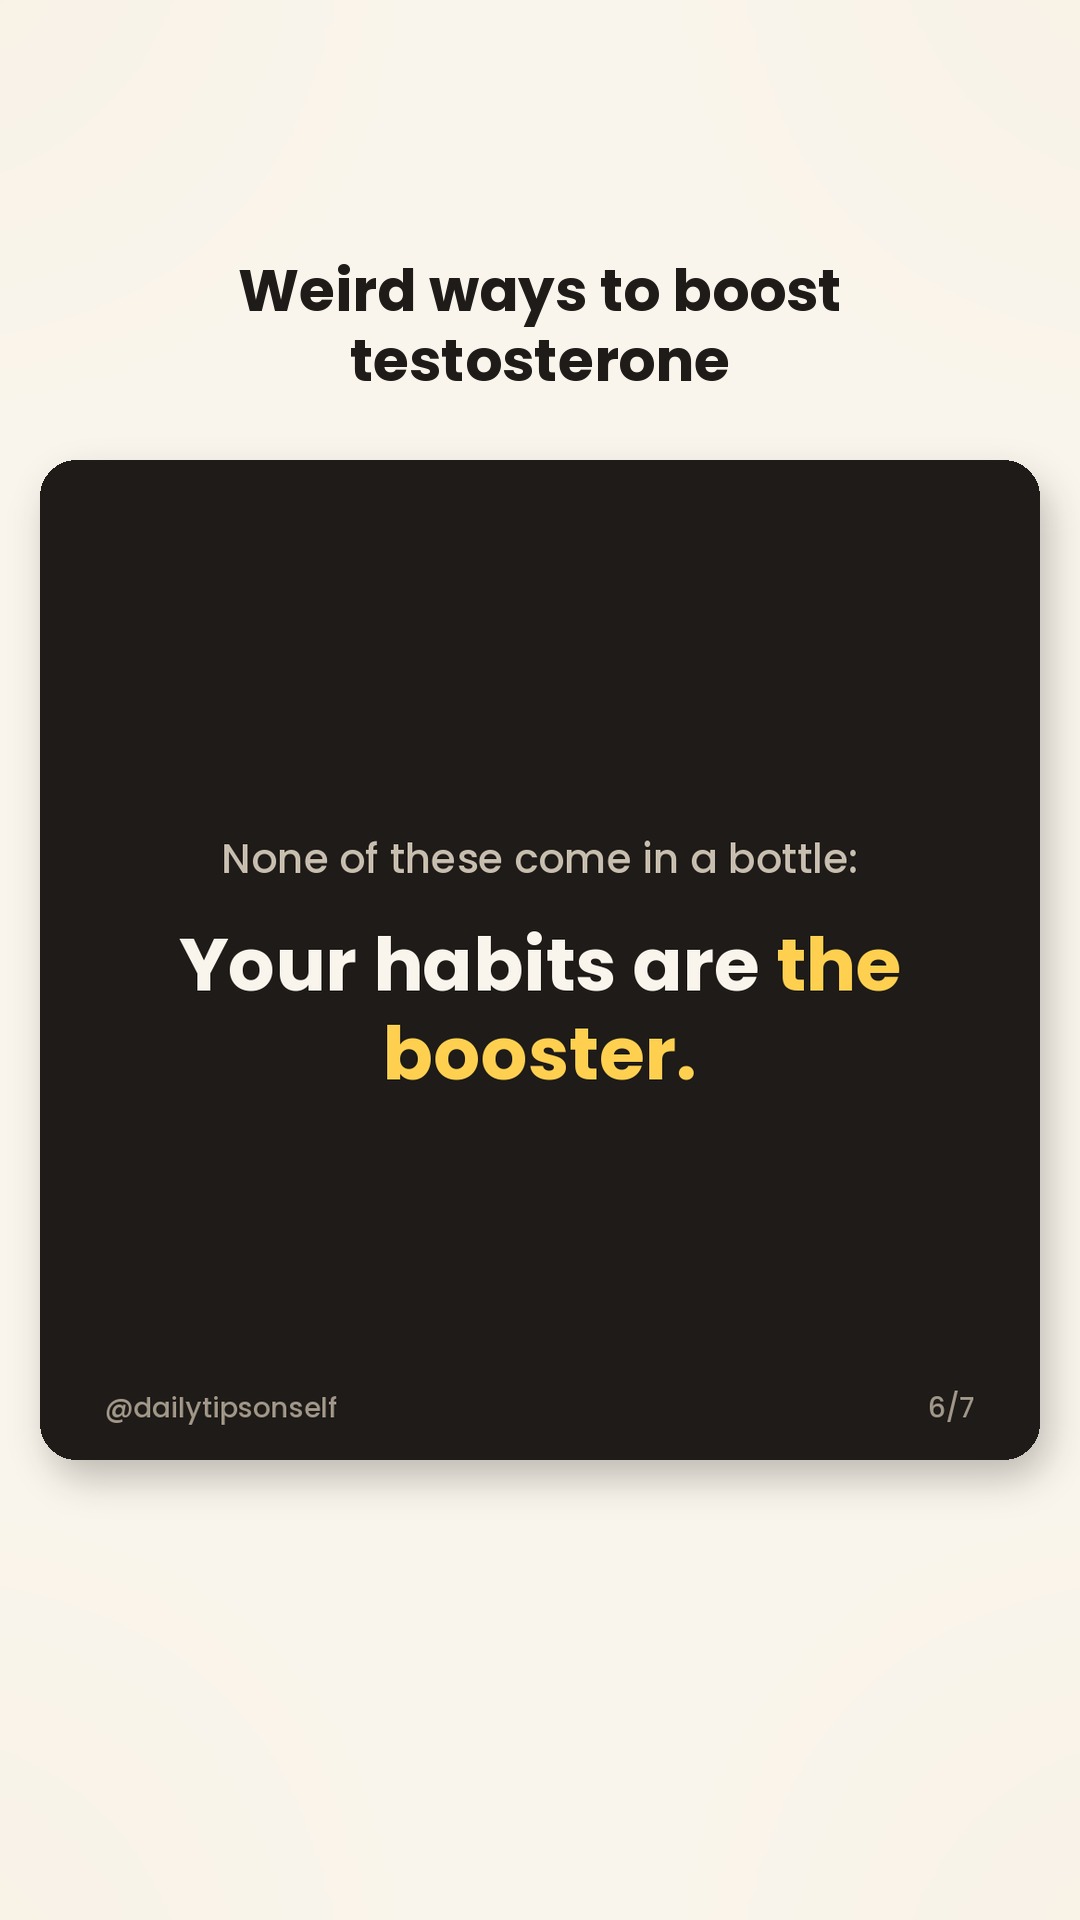 Weird ways to boost
testosterone
None of these come in a bottle:
Your habits are the
booster.
@dailytipsonself
6/7